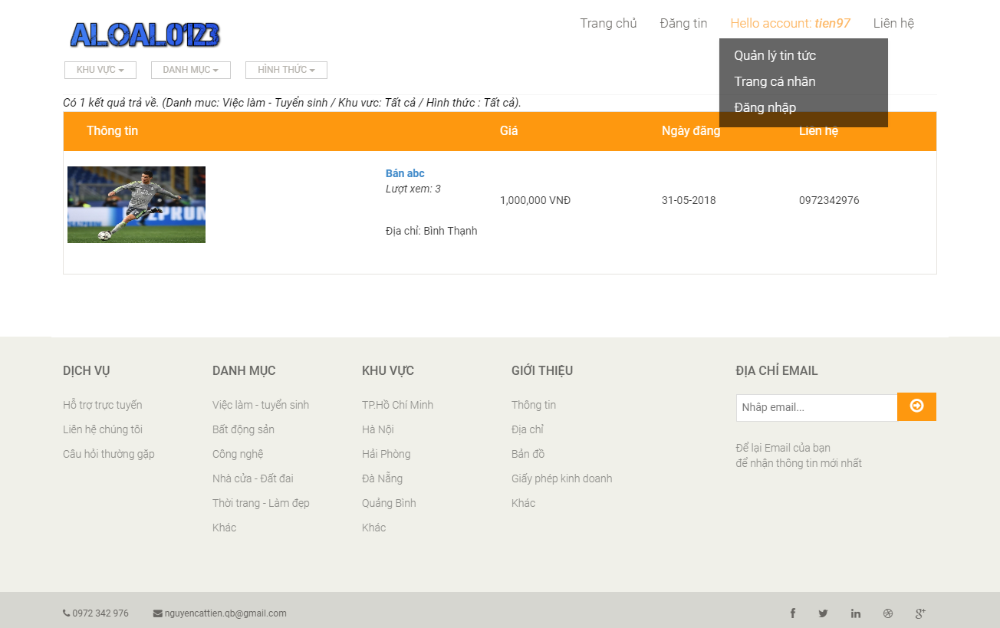 ALOALO123
Trang chủ
Đăng tin
Hello account: tien97
Liên hệ
Quản lý tin tức
Trang cá nhân
Đăng nhập
KHU VỰC
DANH MỤC
HÌNH THỨC
Có 1 kết quả trả về. (Danh muc: Việc làm - Tuyển sinh / Khu vưc: Tất cả / Hình thức : Tất cả).
Thông tin
Giá
Ngày đăng
Liên hệ
Bán abc
Lượt xem: 3
1,000,000 VNĐ
31-05-2018
0972342976
Địa chỉ: Bình Thạnh
DỊCH VỤ
Hỗ trợ trực tuyến
Liên hệ chúng tôi
Câu hỏi thường gặp
DANH MỤC
Việc làm - tuyển sinh
Bất động sản
Công nghệ
Nhà cửa - Đất đai
Thời trang - Làm đẹp
Khác
KHU VỰC
TP.Hồ Chí Minh
Hà Nội
Hải Phòng
Đà Nẵng
Quảng Bình
Khác
GIỚI THIỆU
Thông tin
Địa chỉ
Bản đồ
Giấy phép kinh doanh
Khác
ĐỊA CHỈ EMAIL
Nhâp email...
Để lại Email của bạn
để nhận thông tin mới nhất
0972 342 976
nguyencattien.qb@gmail.com